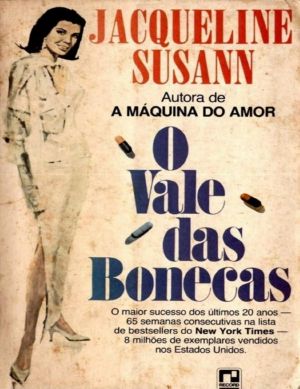 JACQUELINE
SUSANN
Autora de
A MÁQUINA DO AMOR
O
Vale
das
Bonecas
O maior sucesso dos últimos 20 anos —
65 semanas consecutivas na lista
de bestsellers do New York Times —
8 milhões de exemplares vendidos
nos Estados Unidos.
RECORD